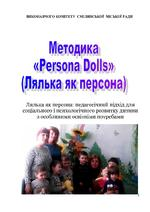 ВИКОНАВЧОГО КОМІТЕТУ СМІЛЯНСЬКОЇ МІСЬКОЇ РАДИ
Методика
«Persona Dolls»
(Лялька як персона)
Лялька як персона: педагогічний підхід для
соціального і психологічного розвитку дитини
з особливими освітніми потребами